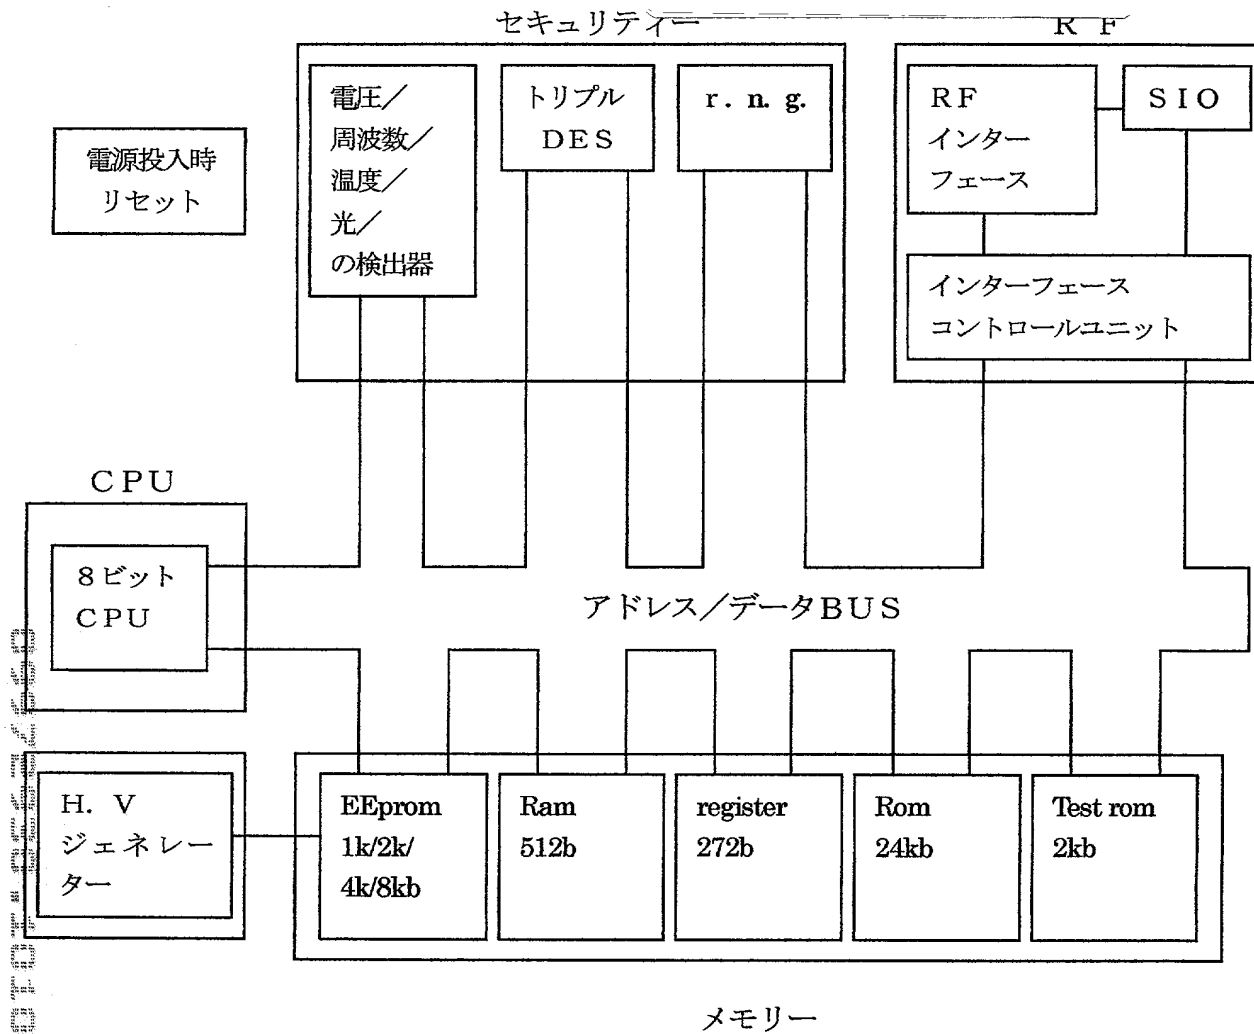 セキュリティー
ＲＦ
電圧／
周波数／
温度／
光／
の検出器
トリプル
ＤＥＳ
r. n. g.
ＲＦ
インター
フェース
ＳＩＯ
電源投入時
リセット
インターフェース
コントロールユニット
ＣＰＵ
８ビット
ＣＰＵ
アドレス／データＢＵＳ
Ｈ．Ｖ
ジェネレー
ター
EEprom
1k/2k/
4k/8kb
Ram
512b
register
272b
Rom
24kb
Test rom
2kb
メモリー